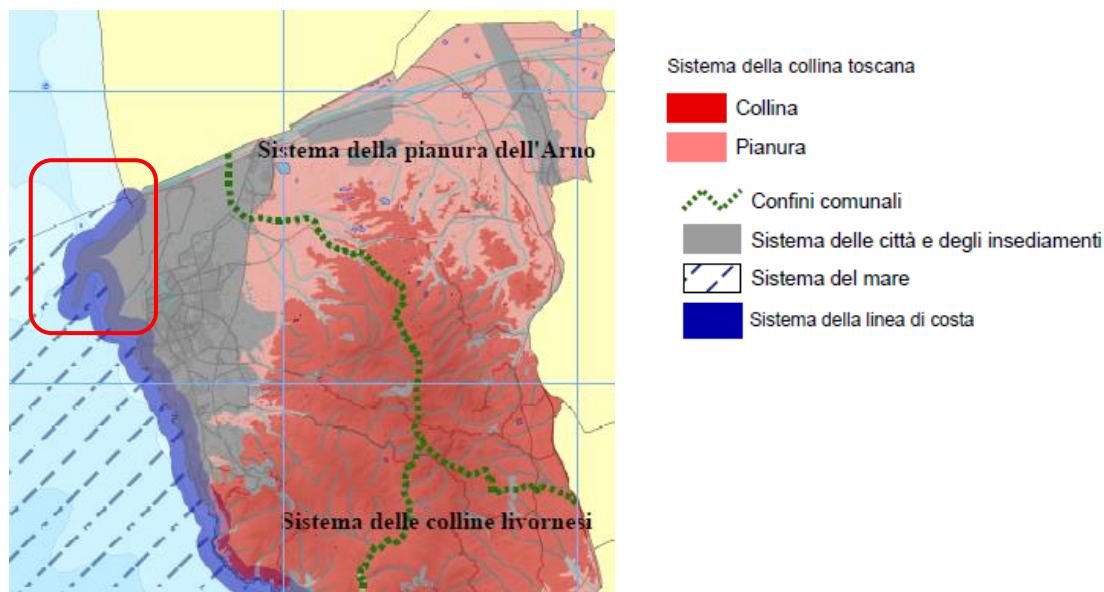 Sistema della pianura dell'Arno
Sistema delle colline livornesi
Sistema della collina toscana
Collina
Pianura
Confini comunali
Sistema delle città e degli insediamenti
Sistema del mare
Sistema della linea di costa